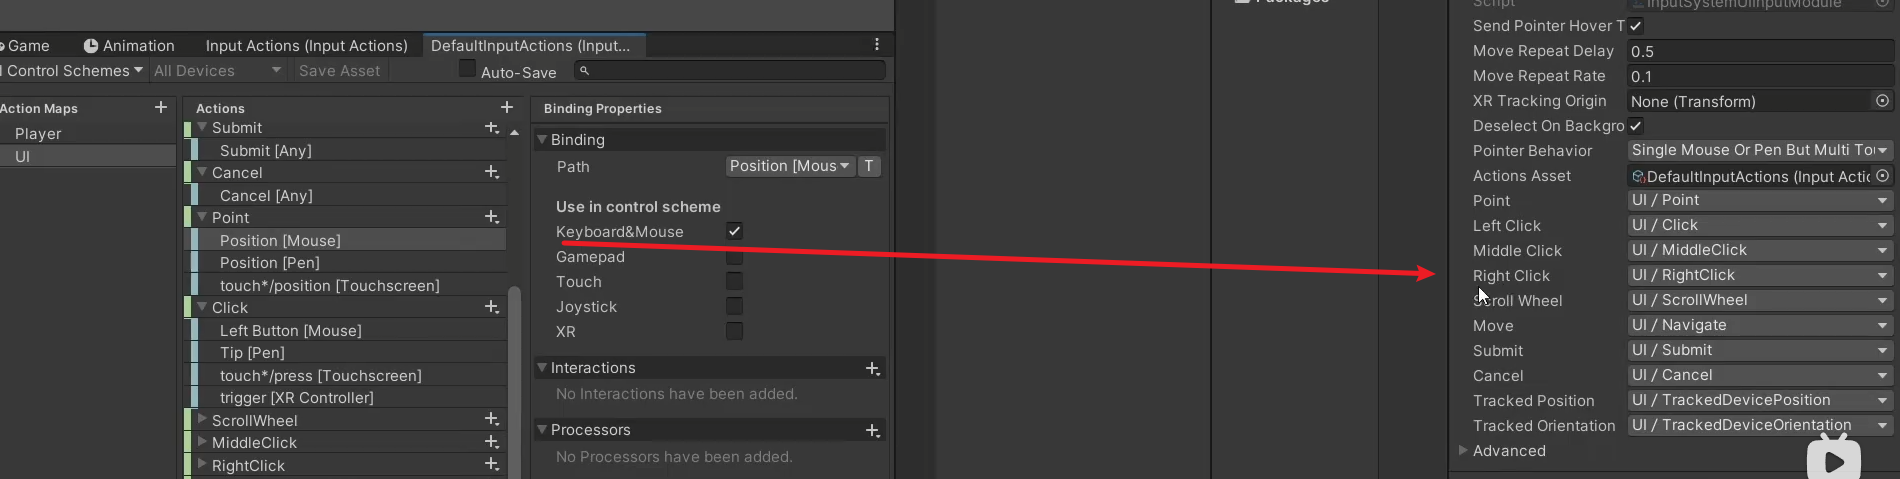 Packages
Script
InputSystemUIInputModule
Game
Animation
Input Actions (Input Actions)
DefaultInputActions (Input...
Control Schemes
All Devices
Save Asset
Auto-Save
Action Maps
Player
UI
Actions
Submit
Submit [Any]
Cancel
Cancel [Any]
Point
Position [Mouse]
Position [Pen]
touch*/position [Touchscreen]
Click
Left Button [Mouse]
Tip [Pen]
touch*/press [Touchscreen]
trigger [XR Controller]
ScrollWheel
MiddleClick
RightClick
Binding Properties
Binding
Path
Position [Mous
T
Use in control scheme
Keyboard&Mouse
Gamepad
Touch
Joystick
XR
Interactions
No Interactions have been added.
Processors
No Processors have been added.
Send Pointer Hover T
Move Repeat Delay 0.5
Move Repeat Rate 0.1
XR Tracking Origin None (Transform)
Deselect On Backgro
Pointer Behavior Single Mouse Or Pen But Multi To
Actions Asset DefaultInputActions (Input Actio
Point UI / Point
Left Click UI / Click
Middle Click UI / MiddleClick
Right Click UI / RightClick
Scroll Wheel UI / ScrollWheel
Move UI / Navigate
Submit UI / Submit
Cancel UI / Cancel
Tracked Position UI / TrackedDevicePosition
Tracked Orientation UI / TrackedDeviceOrientation
Advanced